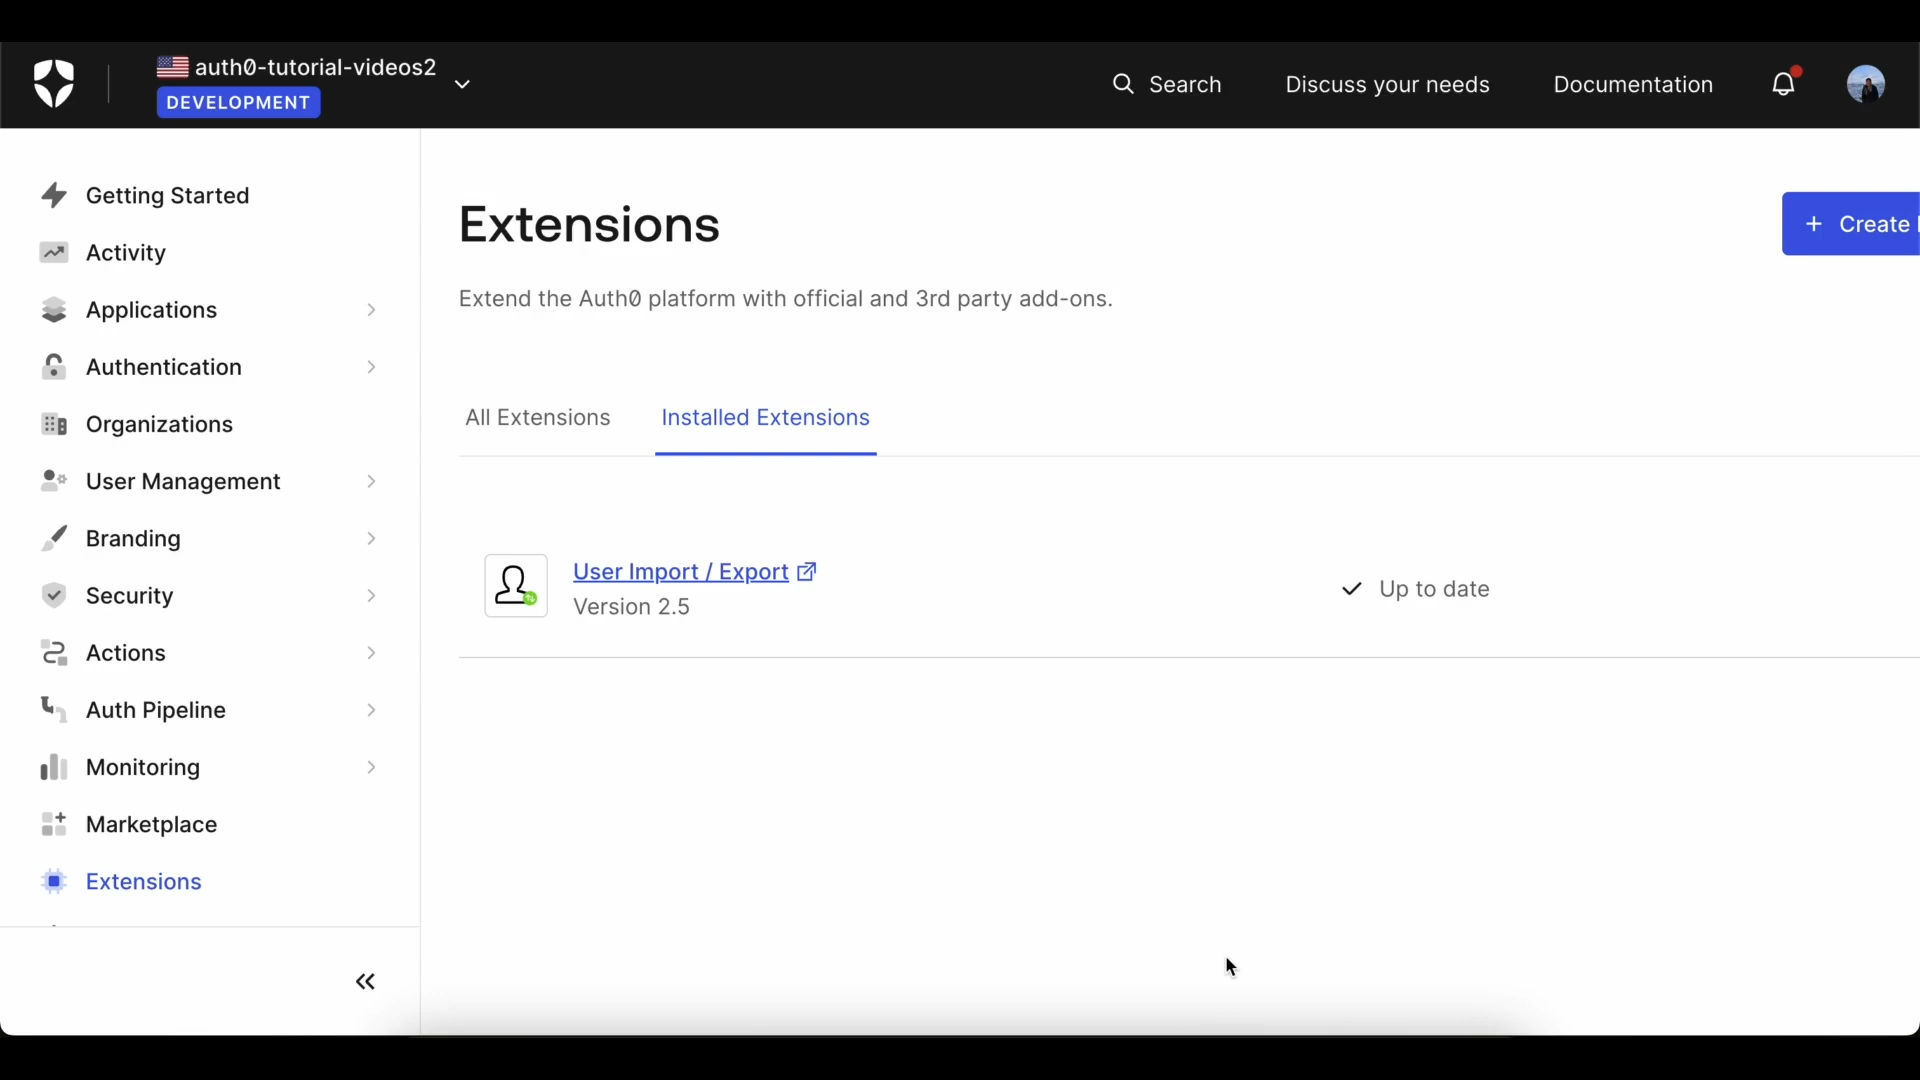 auth0-tutorial-videos2
DEVELOPMENT
Search
Discuss your needs
Documentation
Getting Started
Activity
Applications
Authentication
Organizations
User Management
Branding
Security
Actions
Auth Pipeline
Monitoring
Marketplace
Extensions
Extensions
+ Create
Extend the Auth0 platform with official and 3rd party add-ons.
All Extensions
Installed Extensions
User Import / Export
Version 2.5
Up to date